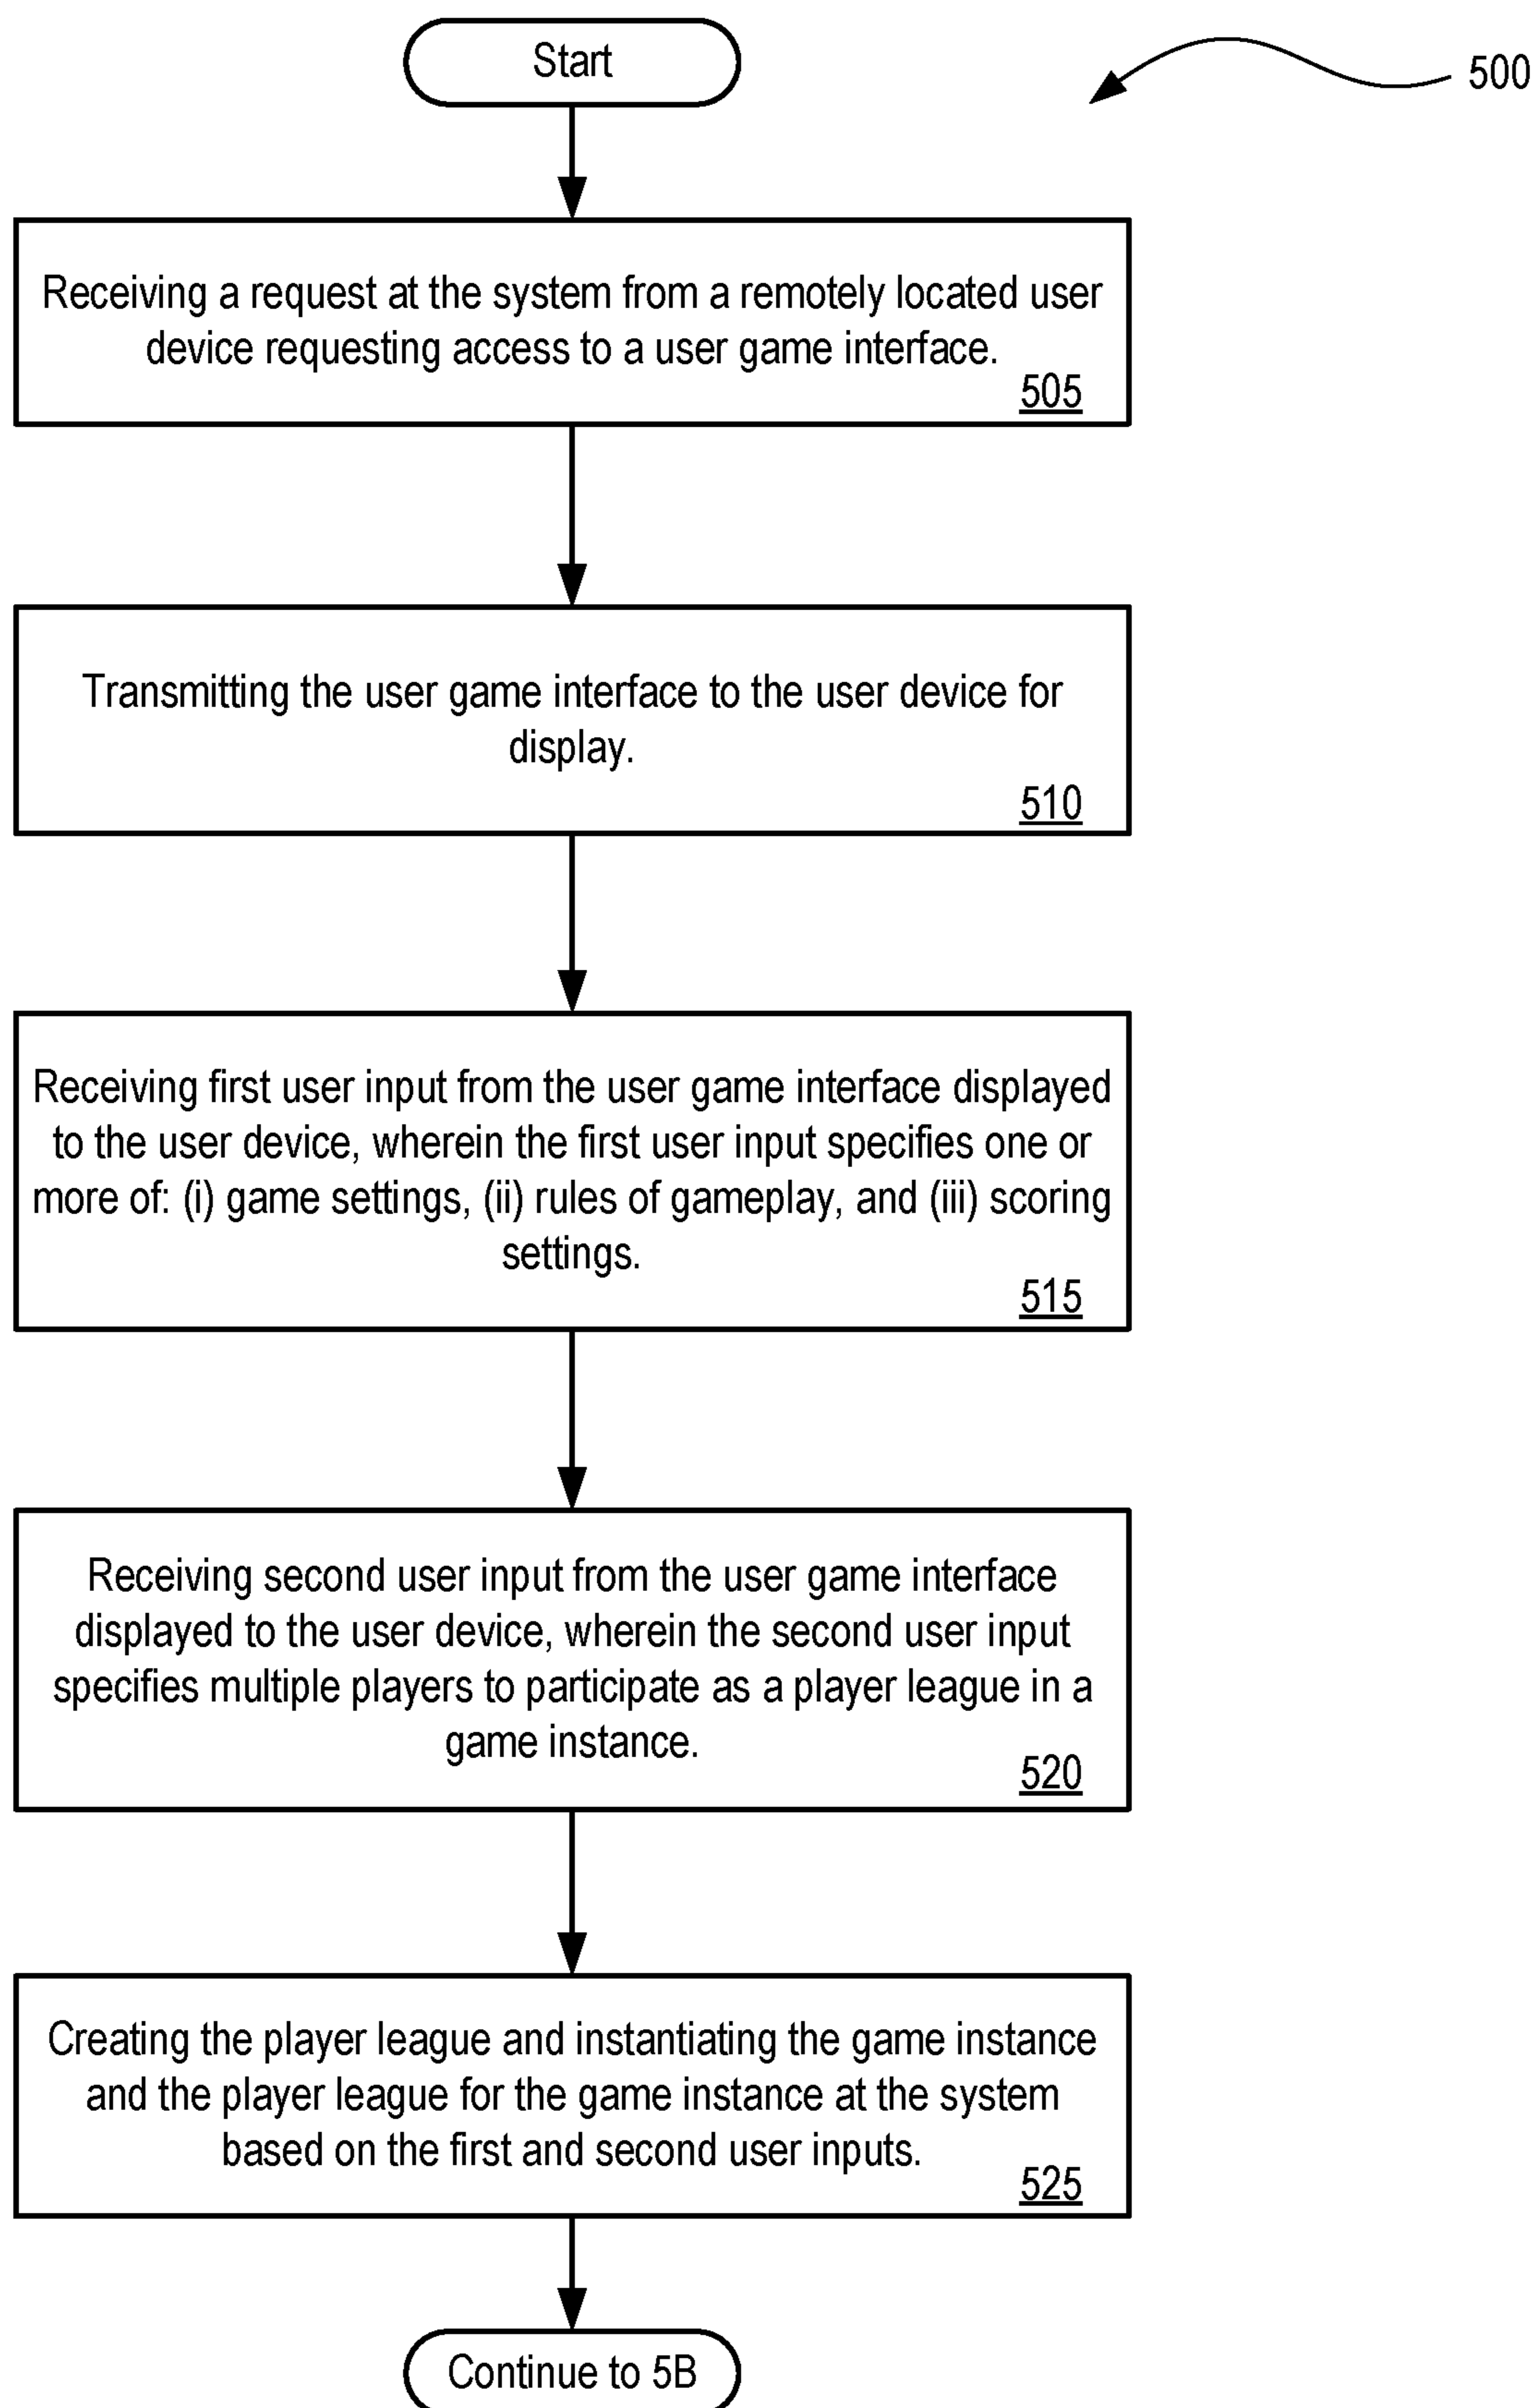 Start
500
Receiving a request at the system from a remotely located user
device requesting access to a user game interface.
505
Transmitting the user game interface to the user device for
display.
510
Receiving first user input from the user game interface displayed
to the user device, wherein the first user input specifies one or
more of: (i) game settings, (ii) rules of gameplay, and (iii) scoring
settings.
515
Receiving second user input from the user game interface
displayed to the user device, wherein the second user input
specifies multiple players to participate as a player league in a
game instance.
520
Creating the player league and instantiating the game instance
and the player league for the game instance at the system
based on the first and second user inputs.
525
Continue to 5B